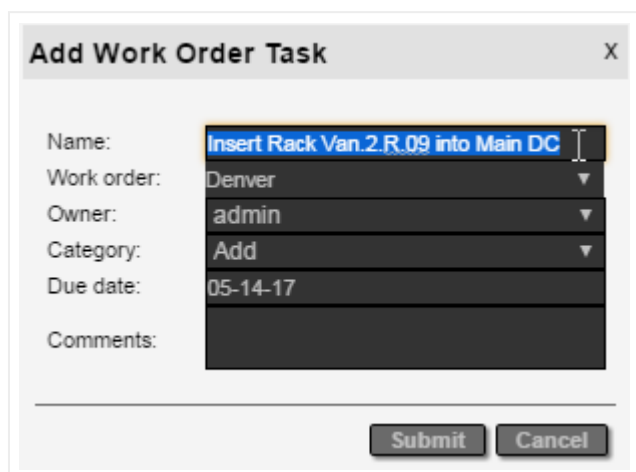 Add Work Order Task X
Name: Insert Rack Van.2.R.09 into Main DC
Work order: Denver
Owner: admin
Category: Add
Due date: 05-14-17
Comments:
Submit Cancel